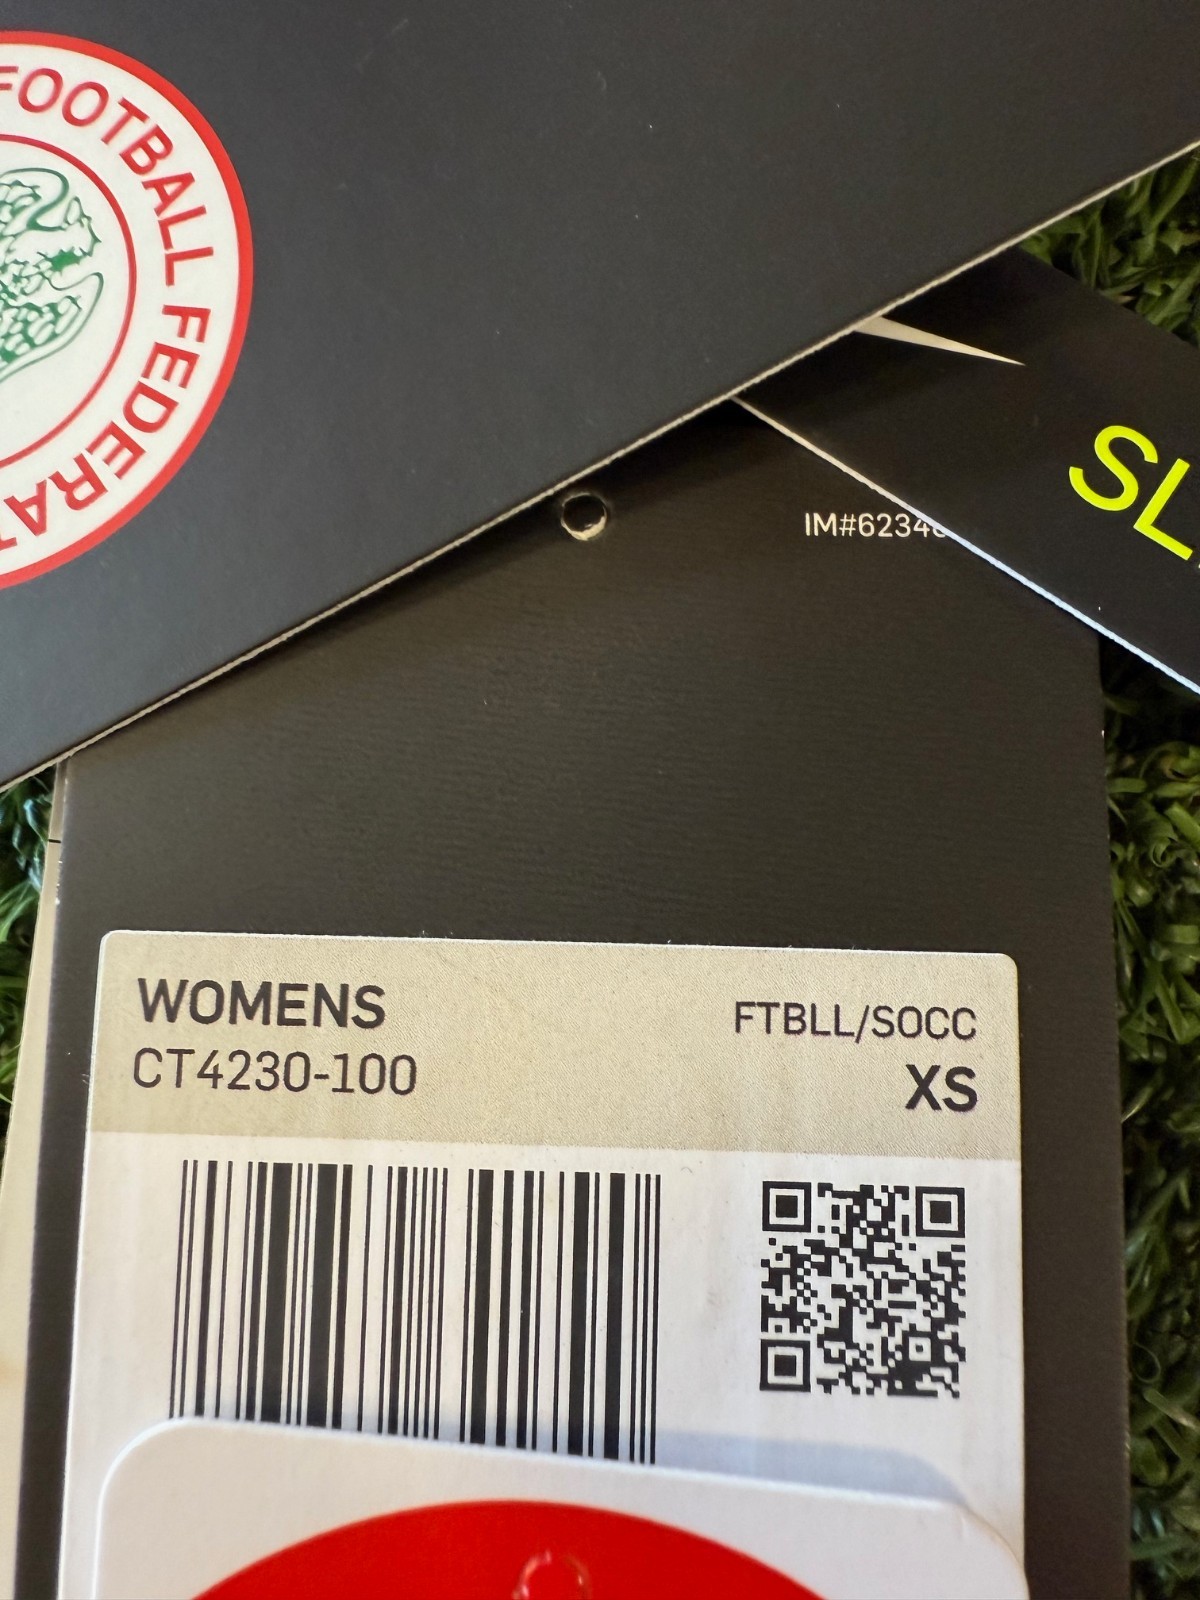 FOOTBALL FEDERAT
SL
IM#6234
WOMENS
CT4230-100
FTBLL/SOCC
XS